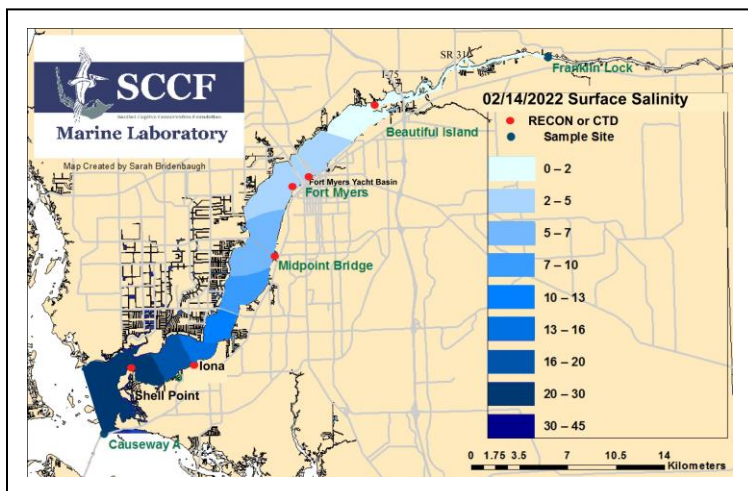 SCCF
Marine Laboratory
Map Created by Sarah Bridenbaugh
SR 31
I-75
Franklin Lock
Beautiful Island
02/14/2022 Surface Salinity
RECON or CTD
Sample Site
0 – 2
2 – 5
5 – 7
7 – 10
10 – 13
13 – 16
16 – 20
20 – 30
30 – 45
Fort Myers Yacht Basin
Fort Myers
Midpoint Bridge
Iona
Shell Point
Causeway A
0 1.75 3.5 7 10.5 14
Kilometers